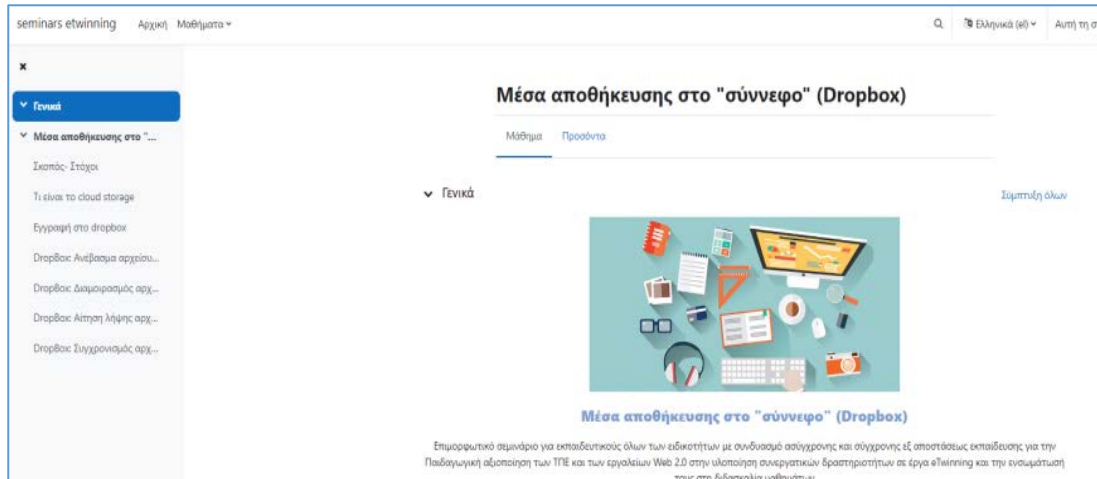 seminars etwinning Αρχική Μαθήματα Ελληνικά (el) Αυτή τη σ
Γενικά
Μέσα αποθήκευσης στο "...
Σκοπός- Στόχοι
Τι είναι το cloud storage
Εγγραφή στο dropbox
DropBox: Ανέβασμα αρχείου...
DropBox: Διαμοιρασμός αρχ...
DropBox: Αίτηση λήψης αρχ...
DropBox: Συγχρονισμός αρχ...
Μέσα αποθήκευσης στο "σύννεφο" (Dropbox)
Μάθημα Προσόντα
Γενικά Σύμπτυξη όλων
Μέσα αποθήκευσης στο "σύννεφο" (Dropbox)
Επιμορφωτικό σεμινάριο για εκπαιδευτικούς όλων των ειδικοτήτων με συνδυασμό ασύγχρονης και σύγχρονης εξ αποστάσεως εκπαίδευσης για την
Παιδαγωγική αξιοποίηση των ΤΠΕ και των εργαλείων Web 2.0 στην υλοποίηση συνεργατικών δραστηριοτήτων σε έργα eTwinning και την ενσωμάτωσή
τους στη διδασκαλία μαθημάτων